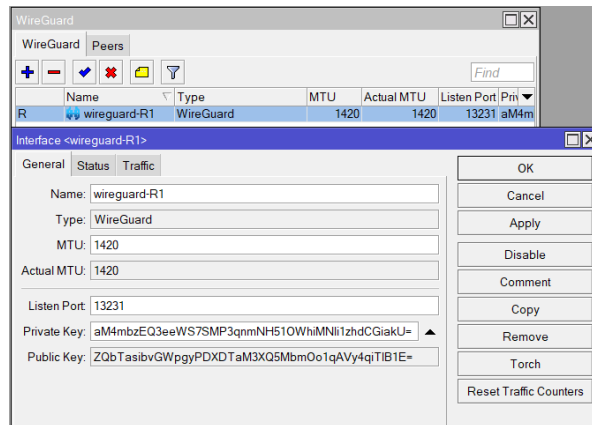 WireGuard
WireGuard Peers
Find
Name Type MTU Actual MTU Listen Port Priv
R wireguard-R1 WireGuard 1420 1420 13231 aM4m
Interface <wireguard-R1>
General Status Traffic
OK
Name: wireguard-R1
Cancel
Type: WireGuard
Apply
MTU: 1420
Disable
Actual MTU: 1420
Comment
Listen Port: 13231
Copy
Private Key: aM4mbzEQ3eeWS7SMP3qnmNH51OWhiMNli1zhdCGiakU=
Remove
Public Key: ZQbTasibvGWpgyPDXDTaM3XQ5MbmOo1qAVy4qiTIB1E=
Torch
Reset Traffic Counters